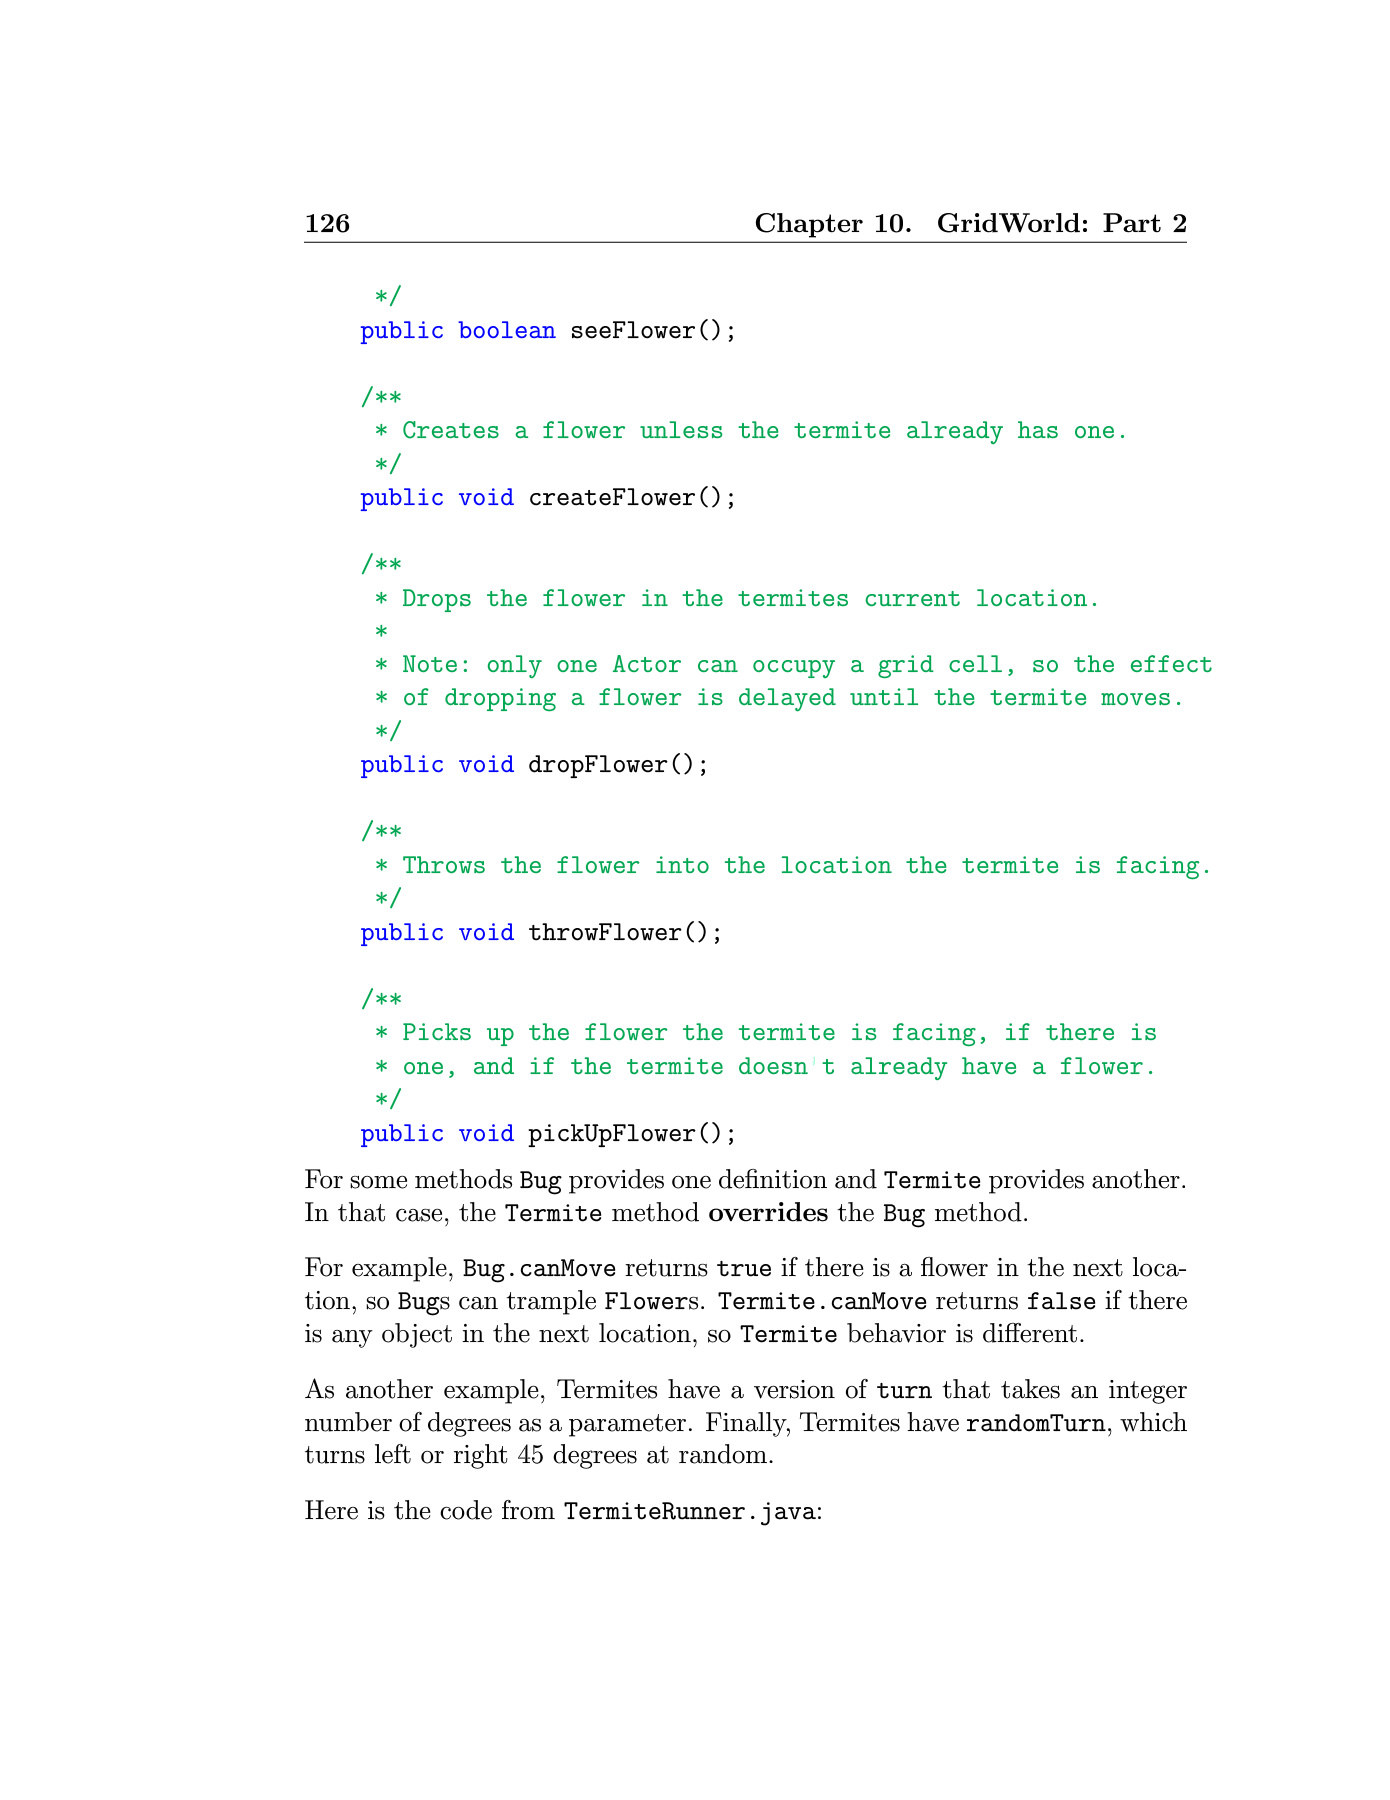 126 Chapter 10. GridWorld: Part 2
*/
public boolean seeFlower();
/**
* Creates a flower unless the termite already has one.
*/
public void createFlower();
/**
* Drops the flower in the termites current location.
*
* Note: only one Actor can occupy a grid cell, so the effect
* of dropping a flower is delayed until the termite moves.
*/
public void dropFlower();
/**
* Throws the flower into the location the termite is facing.
*/
public void throwFlower();
/**
* Picks up the flower the termite is facing, if there is
* one, and if the termite doesn't already have a flower.
*/
public void pickUpFlower();
For some methods Bug provides one definition and Termite provides another.
In that case, the Termite method overrides the Bug method.
For example, Bug.canMove returns true if there is a flower in the next loca-
tion, so Bugs can trample Flowers. Termite.canMove returns false if there
is any object in the next location, so Termite behavior is different.
As another example, Termites have a version of turn that takes an integer
number of degrees as a parameter. Finally, Termites have randomTurn, which
turns left or right 45 degrees at random.
Here is the code from TermiteRunner.java: